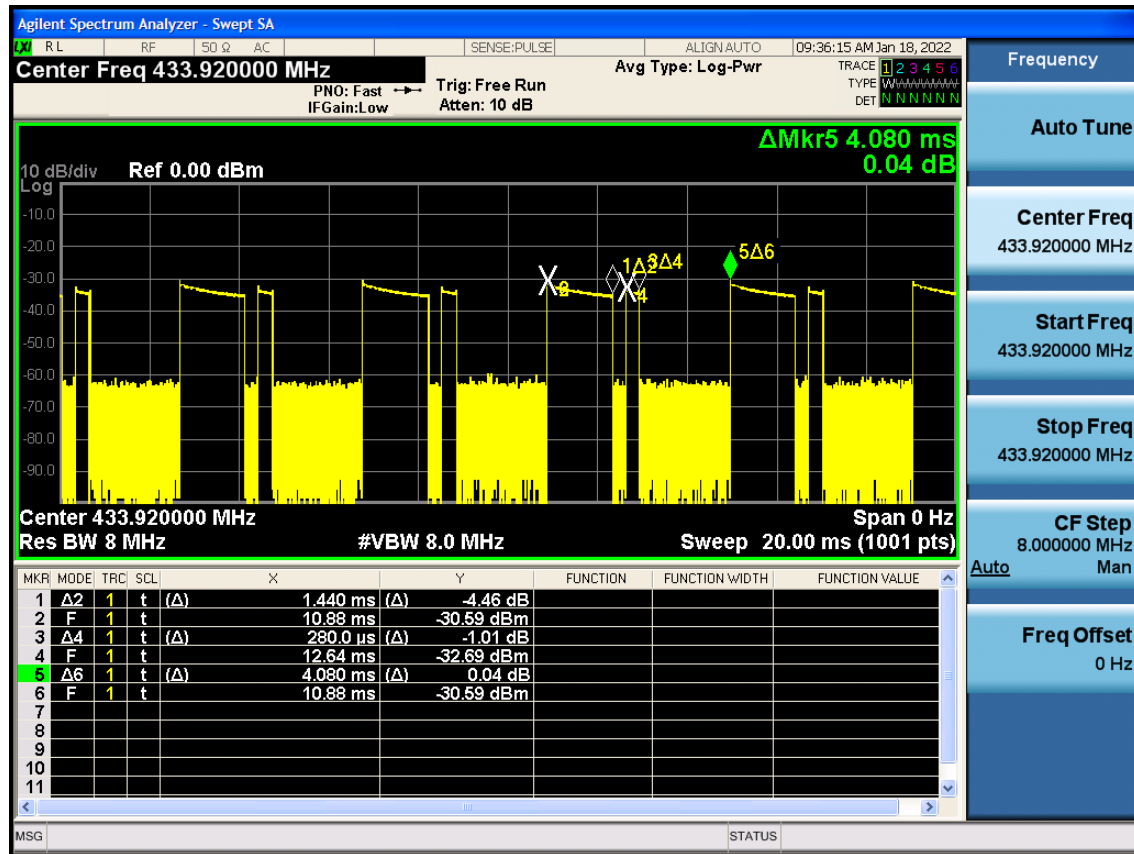 Agilent Spectrum Analyzer - Swept SA
LXI RL RF 50 Ω AC SENSE:PULSE ALIGN AUTO 09:36:15 AM Jan 18, 2022
Center Freq 433.920000 MHz Avg Type: Log-Pwr TRACE 1 2 3 4 5 6
PNO: Fast Trig: Free Run TYPE WWWWWW
IFGain:Low Atten: 10 dB DET N N N N N N
ΔMkr5 4.080 ms
0.04 dB
10 dB/div Ref 0.00 dBm
Log
-10.0
-20.0
-30.0
-40.0
-50.0
-60.0
-70.0
-80.0
-90.0
1Δ2 3Δ4 5Δ6
4
Center 433.920000 MHz Span 0 Hz
Res BW 8 MHz #VBW 8.0 MHz Sweep 20.00 ms (1001 pts)
MKR MODE TRC SCL X Y FUNCTION FUNCTION WIDTH FUNCTION VALUE
1 Δ2 1 t (Δ) 1.440 ms (Δ) -4.46 dB
2 F 1 t 10.88 ms -30.59 dBm
3 Δ4 1 t (Δ) 280.0 µs (Δ) -1.01 dB
4 F 1 t 12.64 ms -32.69 dBm
5 Δ6 1 t (Δ) 4.080 ms (Δ) 0.04 dB
6 F 1 t 10.88 ms -30.59 dBm
7
8
9
10
11
MSG STATUS
Frequency
Auto Tune
Center Freq
433.920000 MHz
Start Freq
433.920000 MHz
Stop Freq
433.920000 MHz
CF Step
8.000000 MHz
Auto Man
Freq Offset
0 Hz